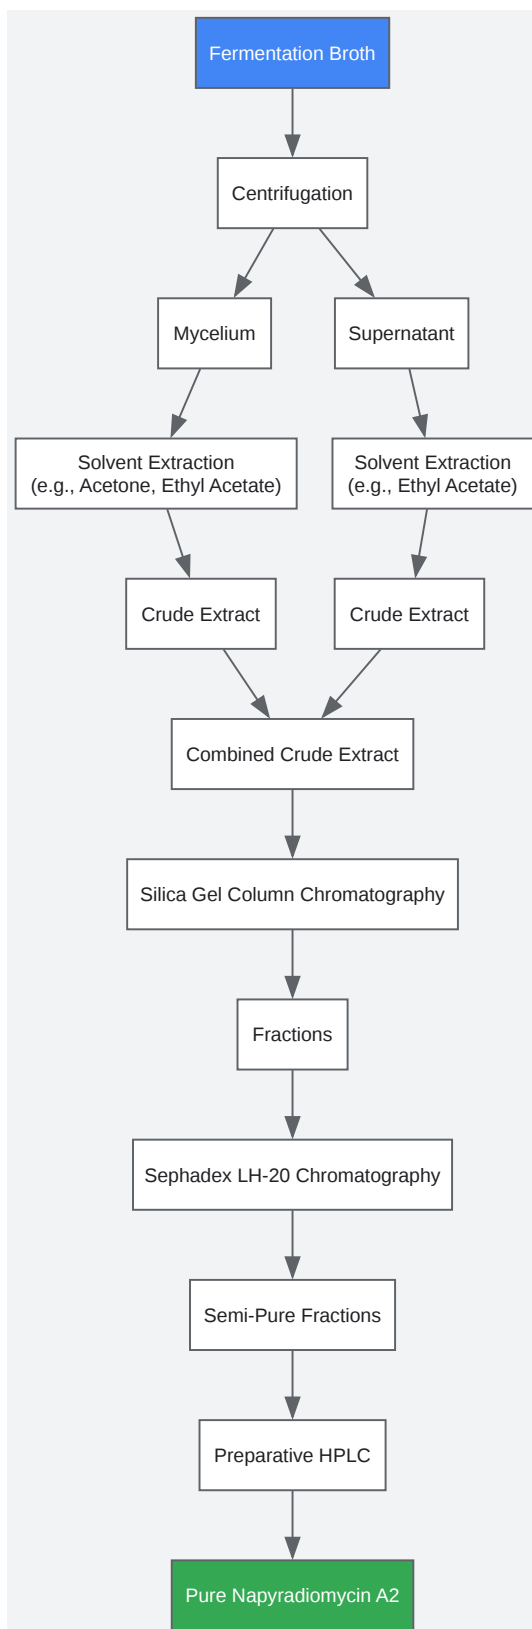 Fermentation Broth
Centrifugation
Mycelium
Supernatant
Solvent Extraction
(e.g., Acetone, Ethyl Acetate)
Solvent Extraction
(e.g., Ethyl Acetate)
Crude Extract
Crude Extract
Combined Crude Extract
Silica Gel Column Chromatography
Fractions
Sephadex LH-20 Chromatography
Semi-Pure Fractions
Preparative HPLC
Pure Napyradiomycin A2